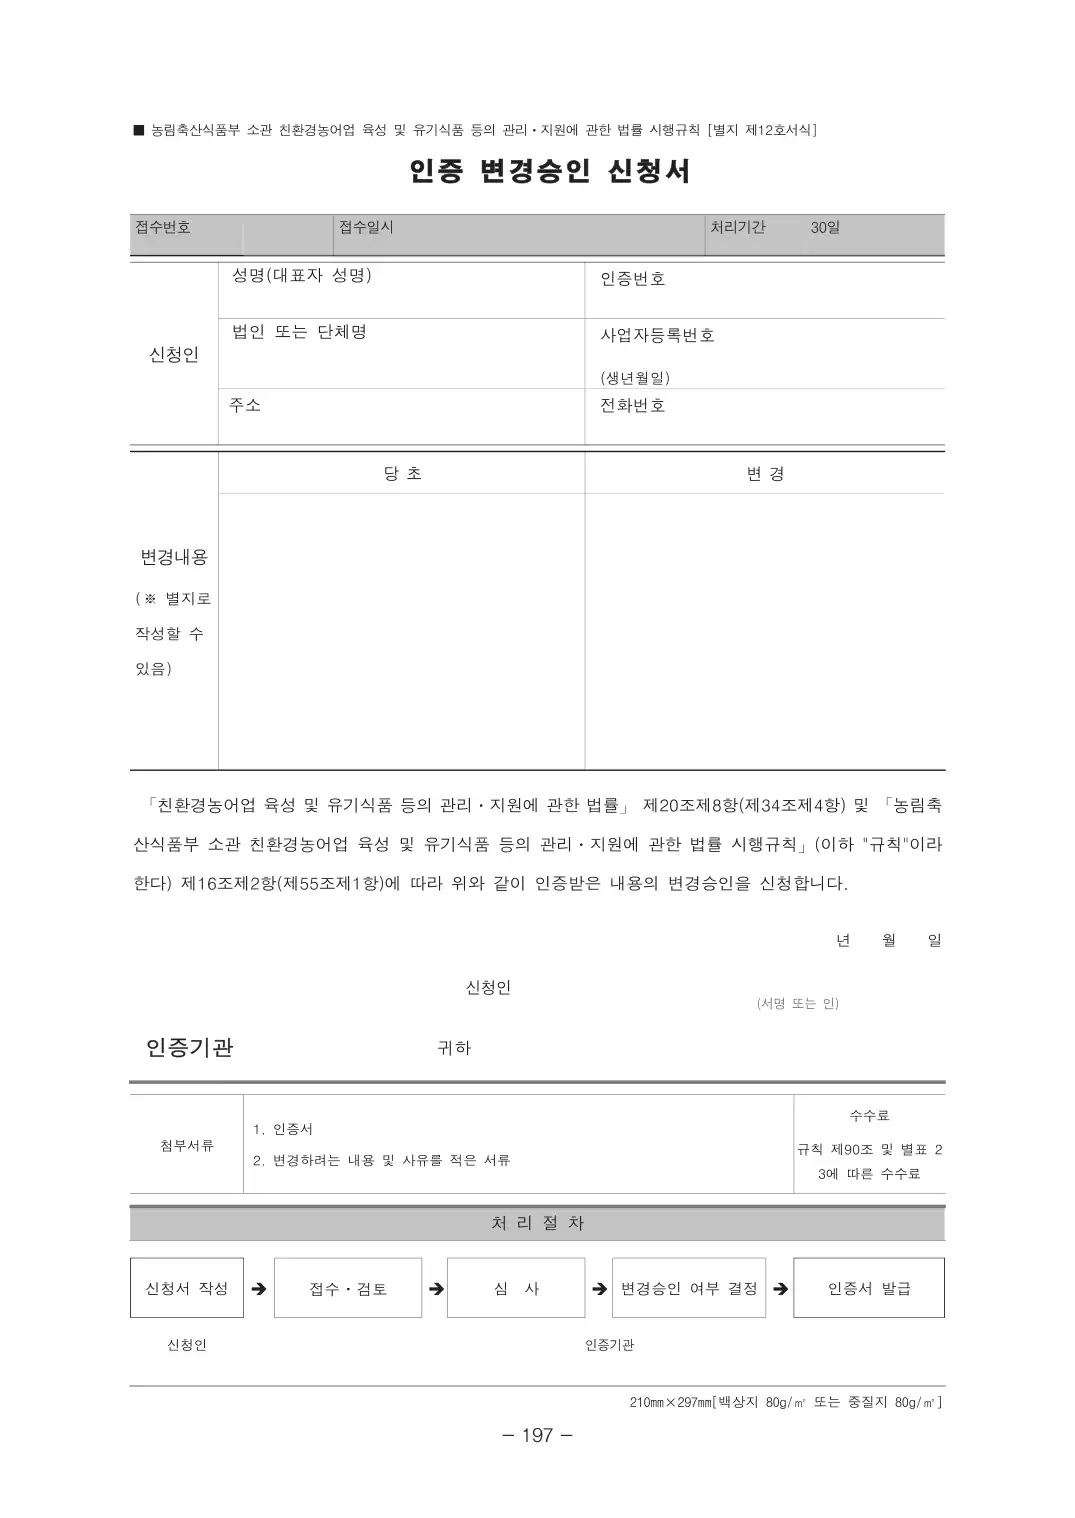 ■ 농림축산식품부 소관 친환경농어업 육성 및 유기식품 등의 관리·지원에 관한 법률 시행규칙 [별지 제12호서식]
인증 변경승인 신청서
접수번호 접수일시 처리기간 30일
신청인
성명(대표자 성명) 인증번호
법인 또는 단체명 사업자등록번호
(생년월일)
주소 전화번호
당 초 변 경
변경내용
(※ 별지로
작성할 수
있음)
「친환경농어업 육성 및 유기식품 등의 관리·지원에 관한 법률」 제20조제8항(제34조제4항) 및 「농림축
산식품부 소관 친환경농어업 육성 및 유기식품 등의 관리·지원에 관한 법률 시행규칙」(이하 "규칙"이라
한다) 제16조제2항(제55조제1항)에 따라 위와 같이 인증받은 내용의 변경승인을 신청합니다.
년 월 일
신청인
(서명 또는 인)
인증기관 귀하
첨부서류
1. 인증서
2. 변경하려는 내용 및 사유를 적은 서류
수수료
규칙 제90조 및 별표 2
3에 따른 수수료
처 리 절 차
신청서 작성 ➔ 접수·검토 ➔ 심 사 ➔ 변경승인 여부 결정 ➔ 인증서 발급
신청인 인증기관
210㎜×297㎜[백상지 80g/㎡ 또는 중질지 80g/㎡]
- 197 -